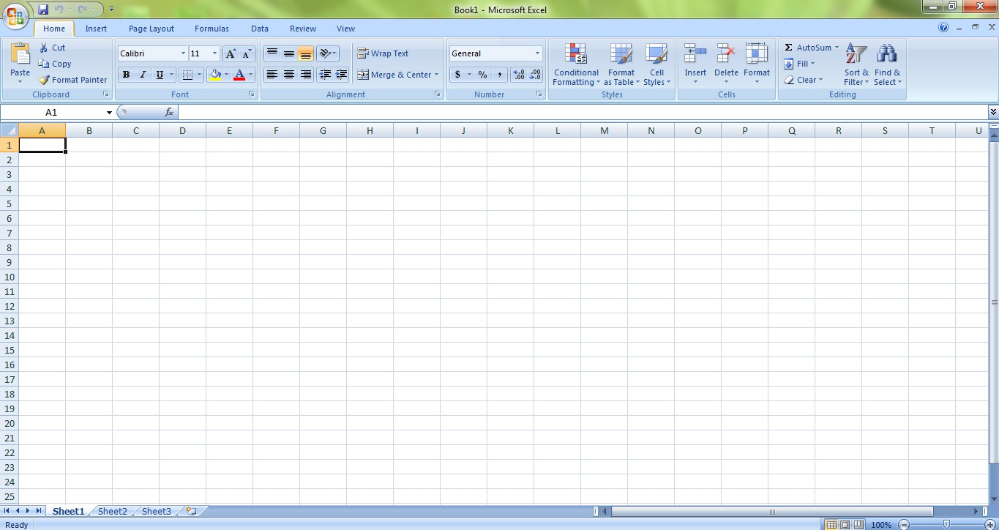 Book1 - Microsoft Excel
Home Insert Page Layout Formulas Data Review View
Paste
Cut
Copy
Format Painter
Clipboard
Calibri 11 A A
B I U A
Font
Wrap Text
Merge & Center
Alignment
General
$ % , .00 .0 .00
Number
Conditional Formatting
Format as Table
Cell Styles
Styles
Insert Delete Format
Cells
Σ AutoSum
Fill
Clear
Sort & Filter
Find & Select
Editing
A1 fx
A B C D E F G H I J K L M N O P Q R S T U
1
2
3
4
5
6
7
8
9
10
11
12
13
14
15
16
17
18
19
20
21
22
23
24
25
Sheet1 Sheet2 Sheet3
Ready 100%